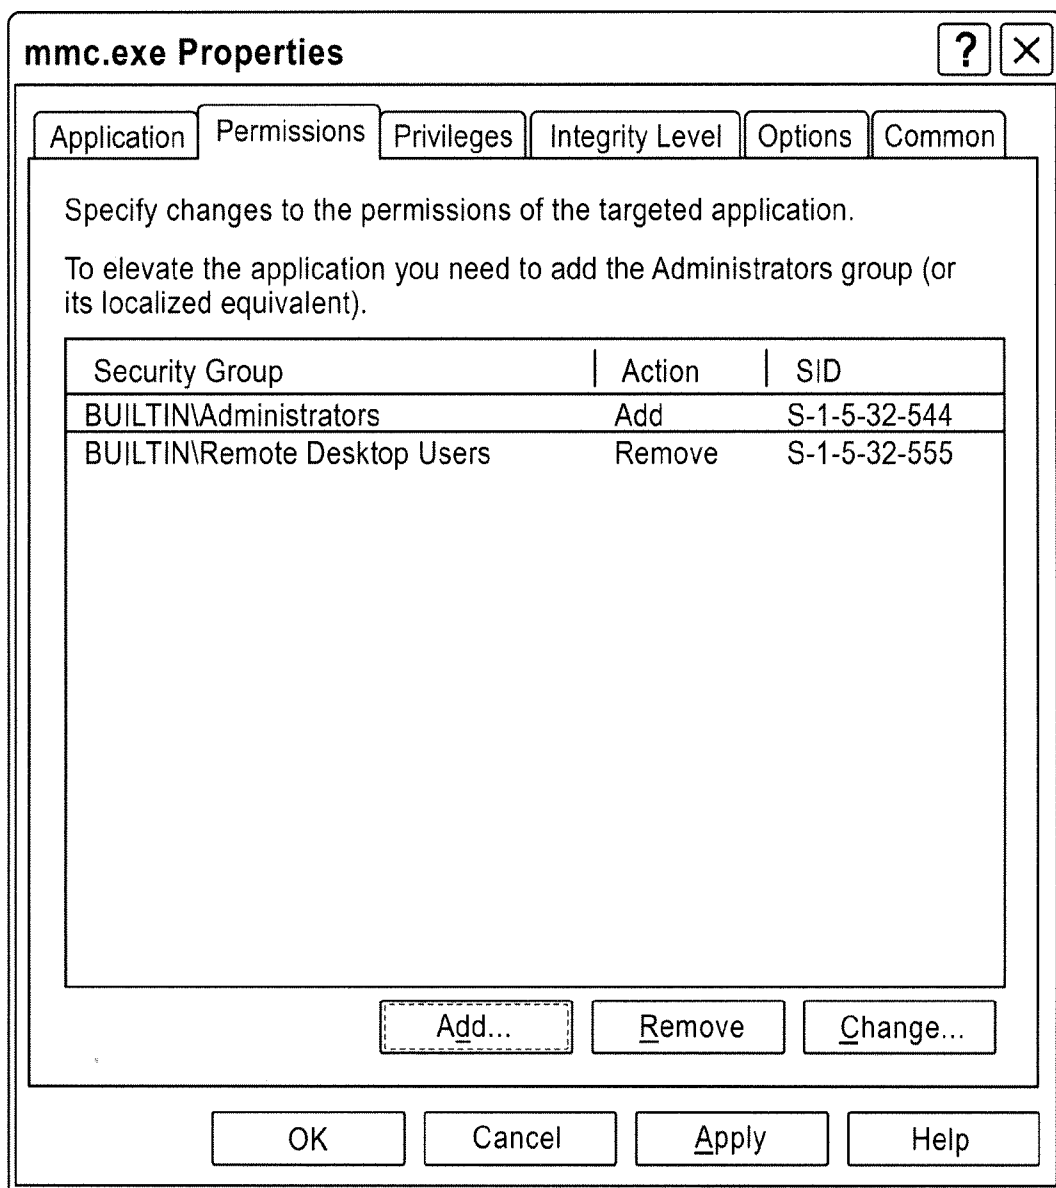 mmc.exe Properties ? X
Application Permissions Privileges Integrity Level Options Common
Specify changes to the permissions of the targeted application.
To elevate the application you need to add the Administrators group (or
its localized equivalent).
Security Group Action SID
BUILTIN\Administrators Add S-1-5-32-544
BUILTIN\Remote Desktop Users Remove S-1-5-32-555
Add... Remove Change...
OK Cancel Apply Help